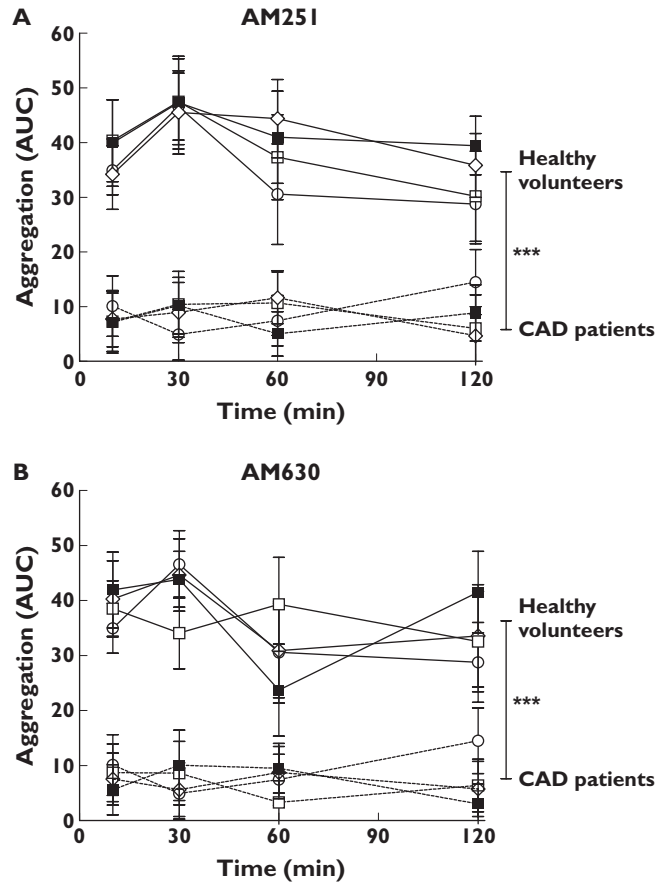 A
AM251
60
50
40
30
20
10
0
Aggregation (AUC)
Healthy
volunteers
***
CAD patients
0 30 60 90 120
Time (min)
B
AM630
60
50
40
30
20
10
0
Aggregation (AUC)
Healthy
volunteers
***
CAD patients
0 30 60 90 120
Time (min)